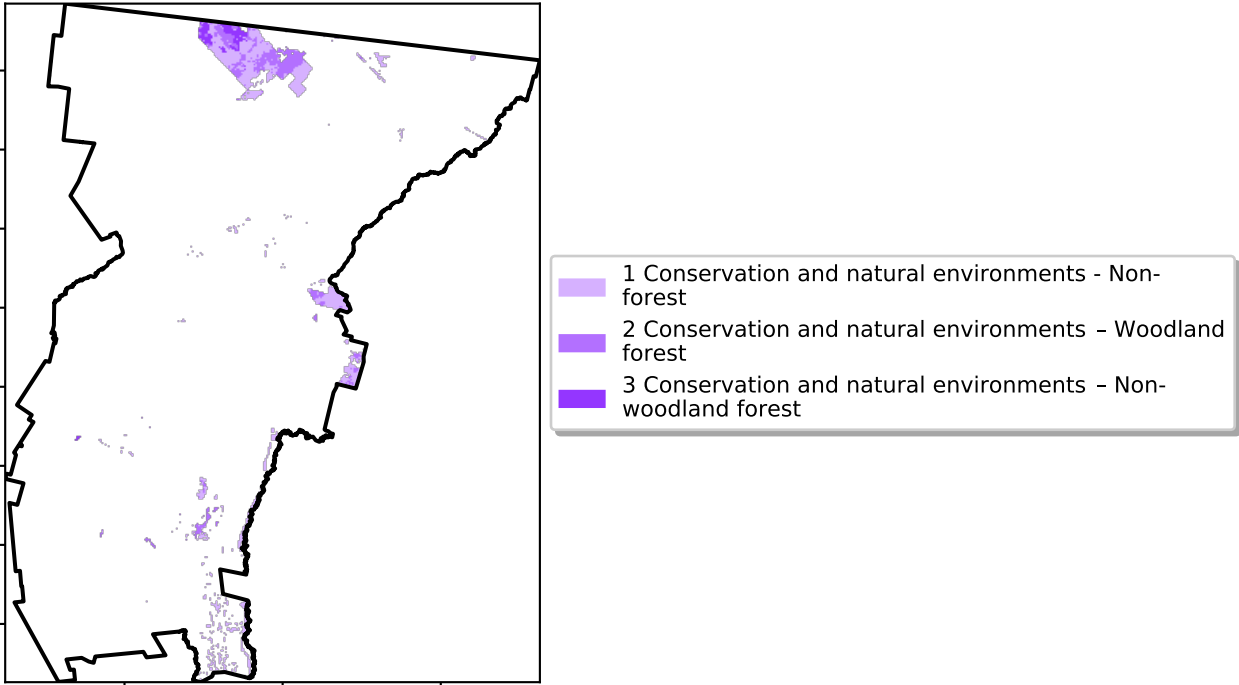 1 Conservation and natural environments - Non-
forest
2 Conservation and natural environments – Woodland
forest
3 Conservation and natural environments – Non-
woodland forest